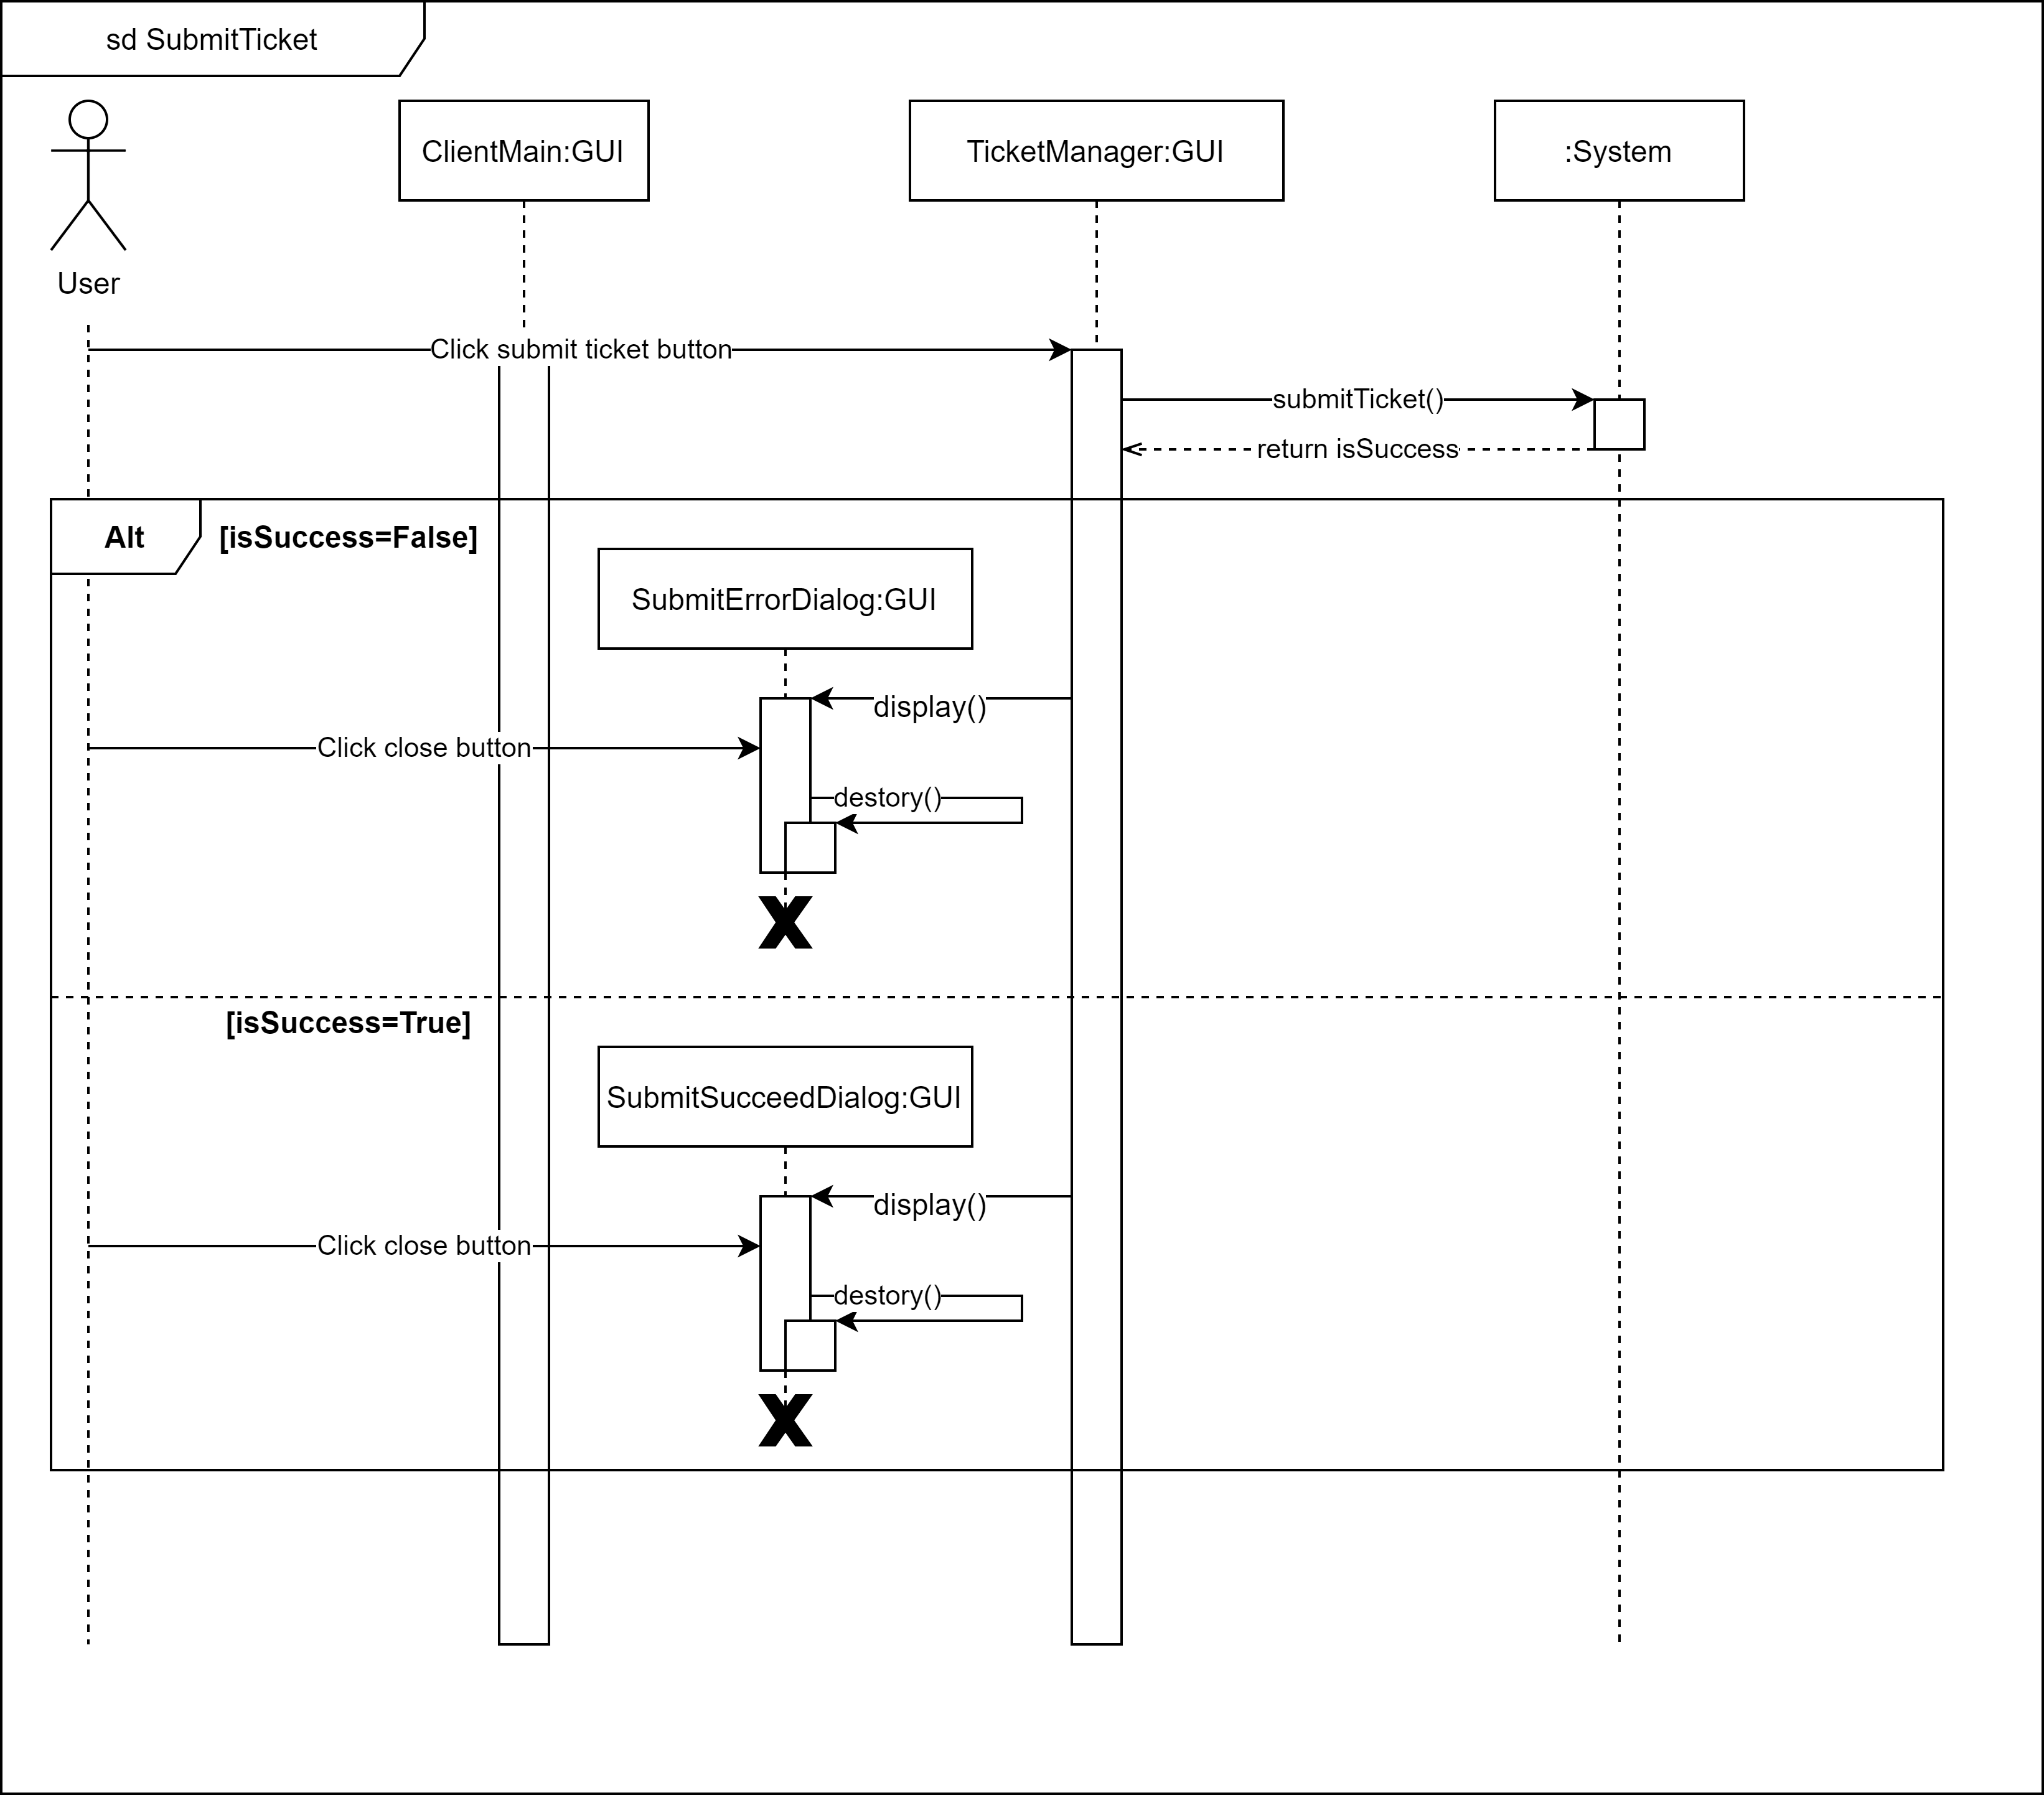 sd SubmitTicket
User
ClientMain:GUI
TicketManager:GUI
:System
Click submit ticket button
submitTicket()
return isSuccess
Alt
[isSuccess=False]
SubmitErrorDialog:GUI
display()
Click close button
destory()
X
[isSuccess=True]
SubmitSucceedDialog:GUI
display()
Click close button
destory()
X